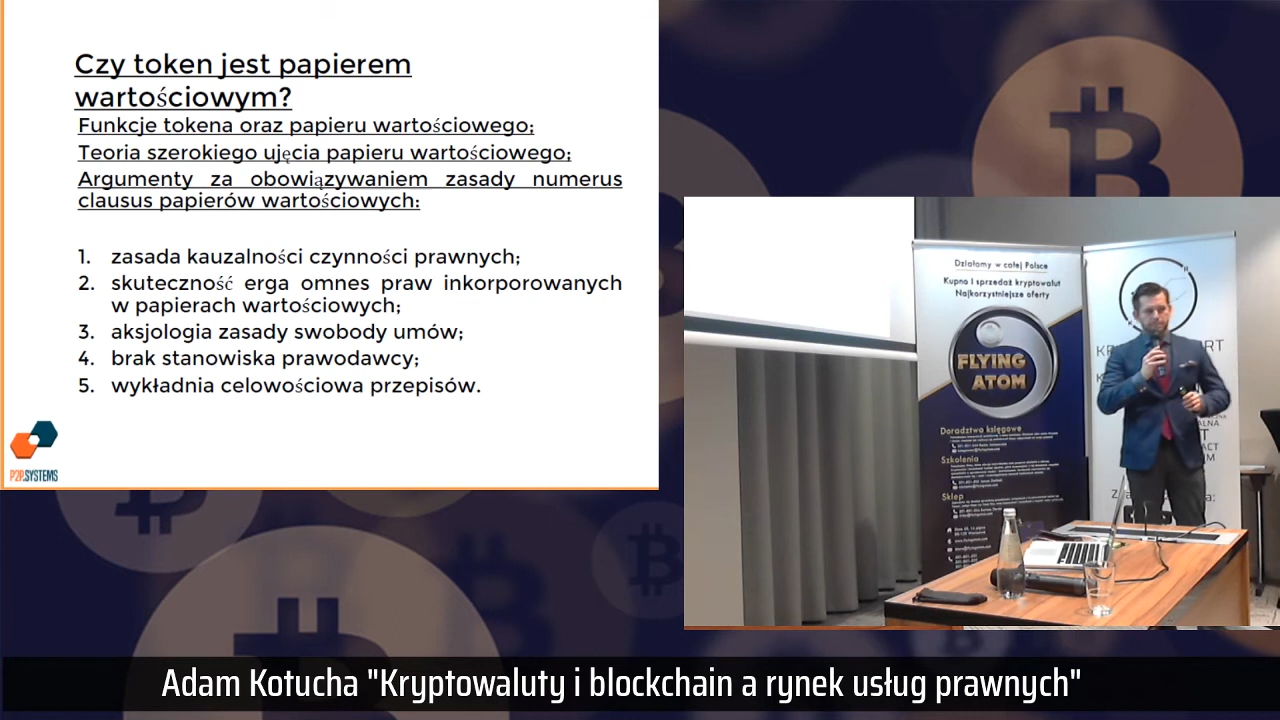 Czy token jest papierem
wartościowym?
Funkcje tokena oraz papieru wartościowego;
Teoria szerokiego ujęcia papieru wartościowego;
Argumenty za obowiązywaniem zasady numerus
clausus papierów wartościowych:
1. zasada kauzalności czynności prawnych;
2. skuteczność erga omnes praw inkorporowanych
w papierach wartościowych;
3. aksjologia zasady swobody umów;
4. brak stanowiska prawodawcy;
5. wykładnia celowościowa przepisów.
P2P.SYSTEMS
Działamy w całej Polsce
Kupno i sprzedaż kryptowalut
Najkorzystniejsze oferty
FLYING
ATOM
Doradztwo księgowe
Szkolenia
Sklep
Adam Kotucha "Kryptowaluty i blockchain a rynek usług prawnych"